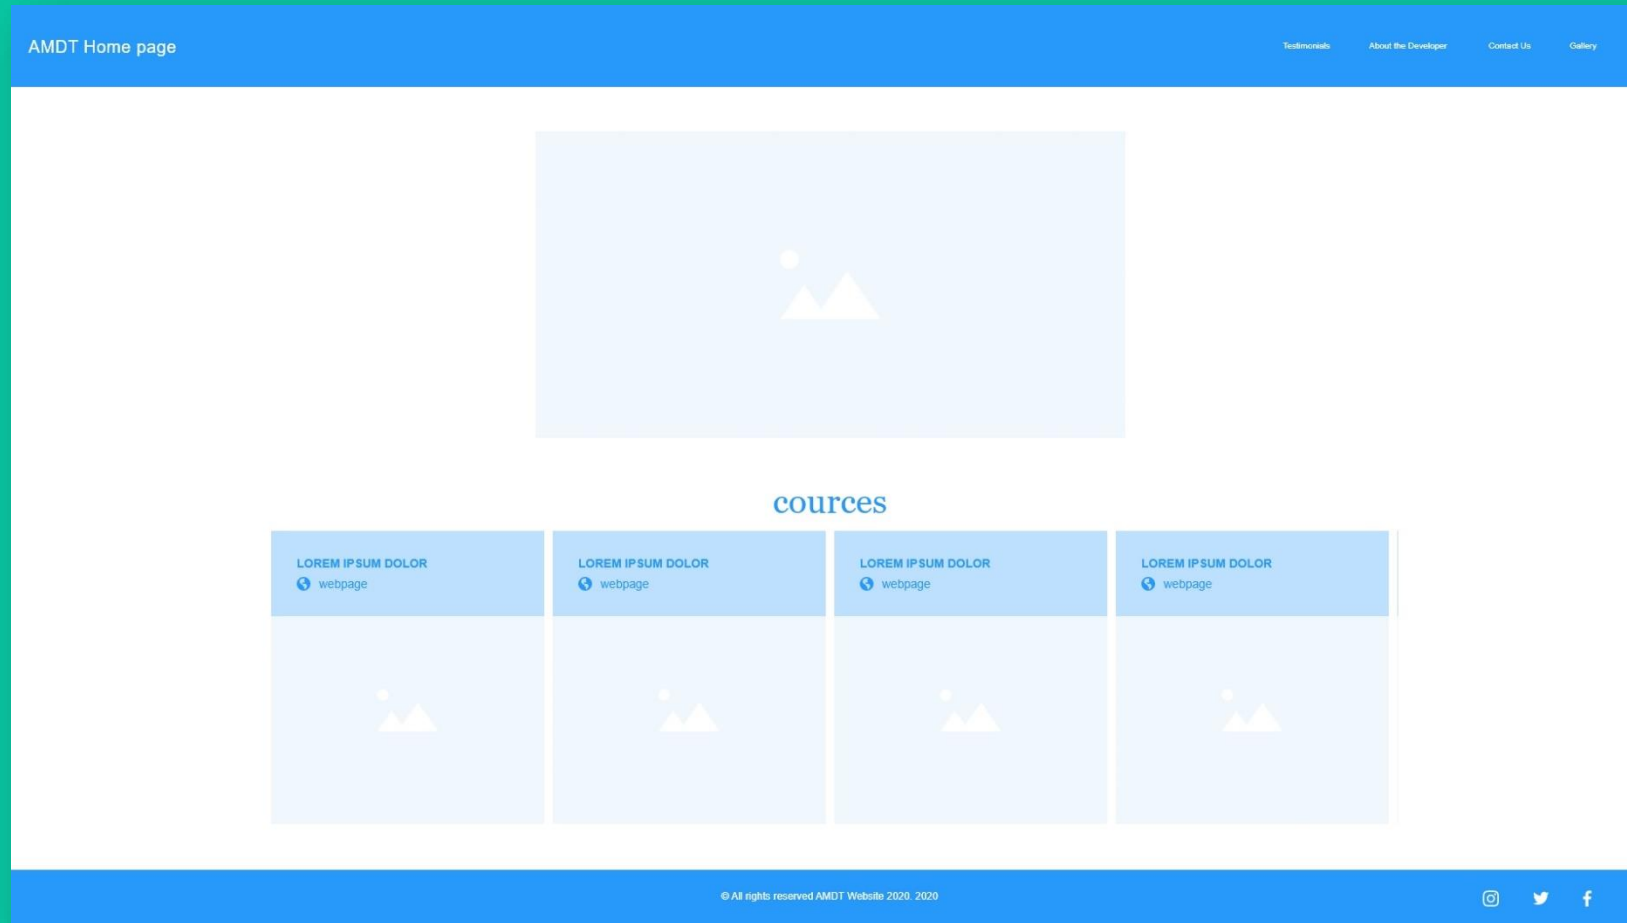 AMDT Home page
Testimonials About the Developer Contact Us Gallery
cources
LOREM IPSUM DOLOR
webpage
LOREM IPSUM DOLOR
webpage
LOREM IPSUM DOLOR
webpage
LOREM IPSUM DOLOR
webpage
© All rights reserved AMDT Website 2020. 2020